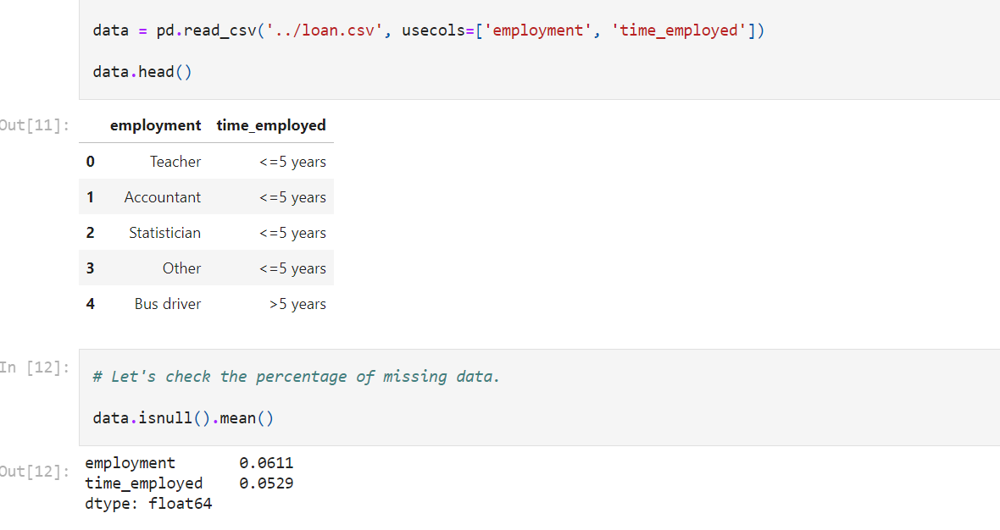 data = pd.read_csv('../loan.csv', usecols=['employment', 'time_employed'])
data.head()
Out[11]:
employment time_employed
0 Teacher <=5 years
1 Accountant <=5 years
2 Statistician <=5 years
3 Other <=5 years
4 Bus driver >5 years
In [12]:
# Let's check the percentage of missing data.
data.isnull().mean()
Out[12]:
employment 0.0611
time_employed 0.0529
dtype: float64